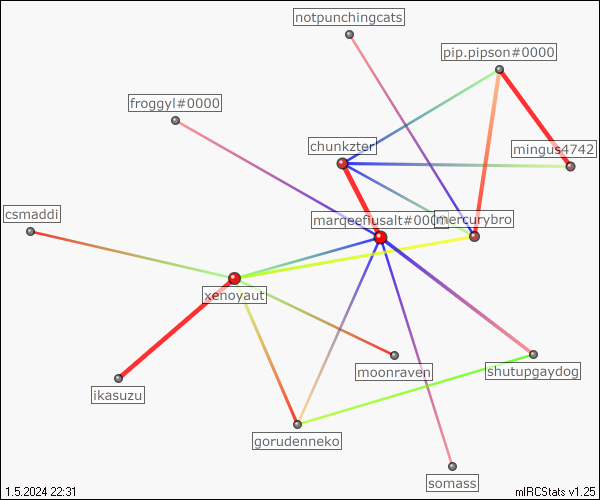 notpunchingcats
pip.pipson#0000
froggyl#0000
chunkzter
mingus4742
csmaddi
marqeefiusalt#0000
mercurybro
xenoyaut
moonraven
shutupgaydog
ikasuzu
gorudenneko
somass
1.5.2024 22:31
mIRCStats v1.25